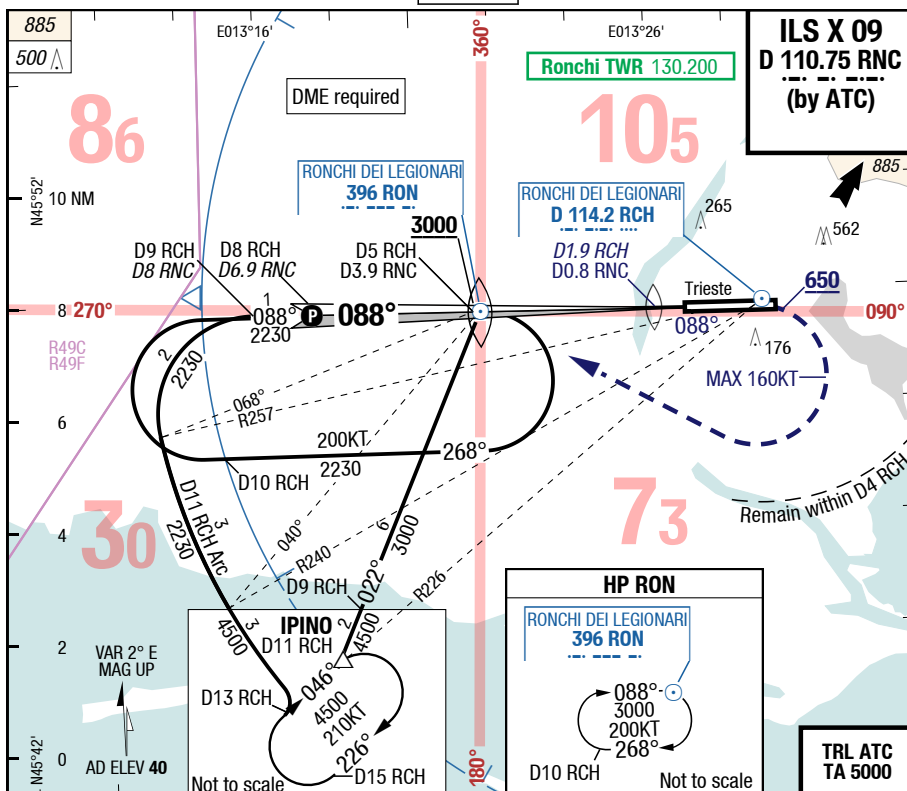 885
500
E013°16'
360°
E013°26'
ILS X 09
D 110.75 RNC
(by ATC)
Ronchi TWR 130.200
DME required
86
105
885
N45°52'
10 NM
RONCHI DEI LEGIONARI
396 RON
RONCHI DEI LEGIONARI
D 114.2 RCH
265
562
3000
D9 RCH
D8 RNC
D8 RCH
D6.9 RNC
D5 RCH
D3.9 RNC
D1.9 RCH
D0.8 RNC
Trieste
650
8
270°
1
088°
2230
P
088°
088°
090°
176
R49C
R49F
2
2230
MAX 160KT
068°
R257
6
200KT
2230
268°
D10 RCH
D11 RCH Arc
3
2230
6
3000
Remain within D4 RCH
4
30
73
040°
R240
R226
D9 RCH
022°
HP RON
RONCHI DEI LEGIONARI
396 RON
3
4500
IPINO
D11 RCH
2
4500
2
VAR 2° E
MAG UP
D13 RCH
046°
4500
210KT
226°
088°
3000
200KT
268°
D10 RCH
D15 RCH
N45°42'
0
AD ELEV 40
Not to scale
180°
Not to scale
TRL ATC
TA 5000